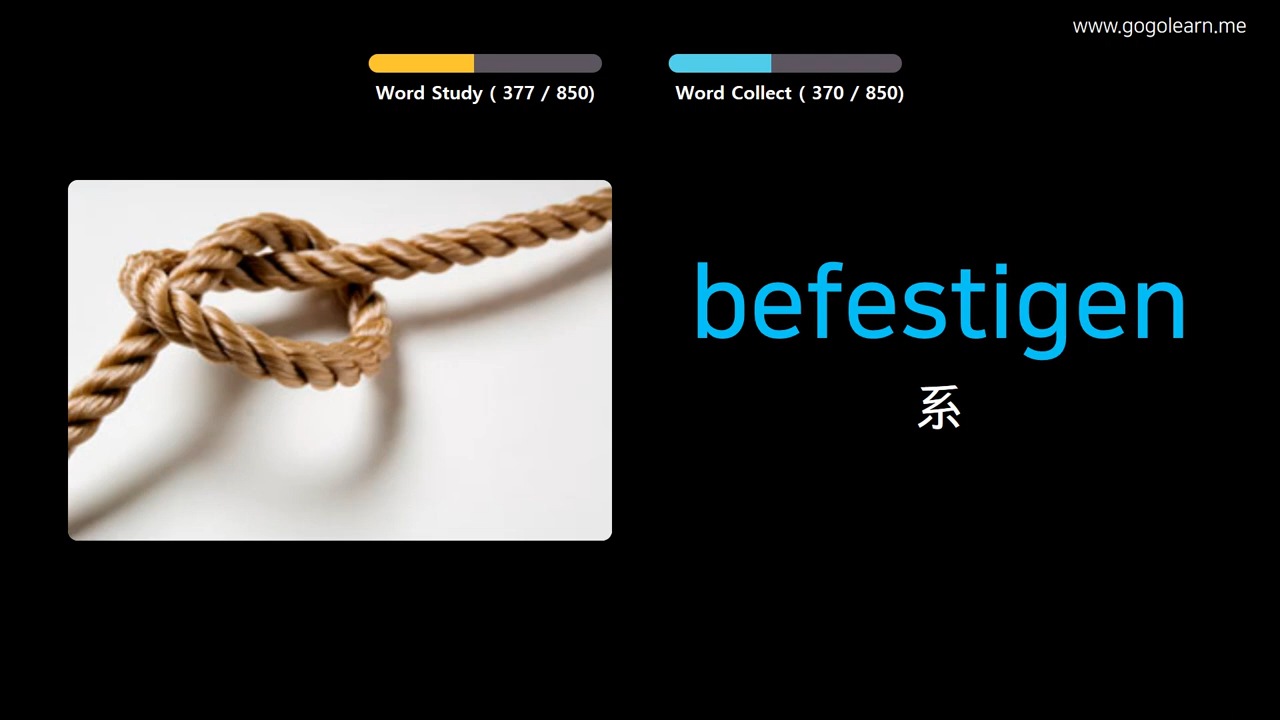 www.gogolearn.me
Word Study ( 377 / 850)
Word Collect ( 370 / 850)
befestigen
系